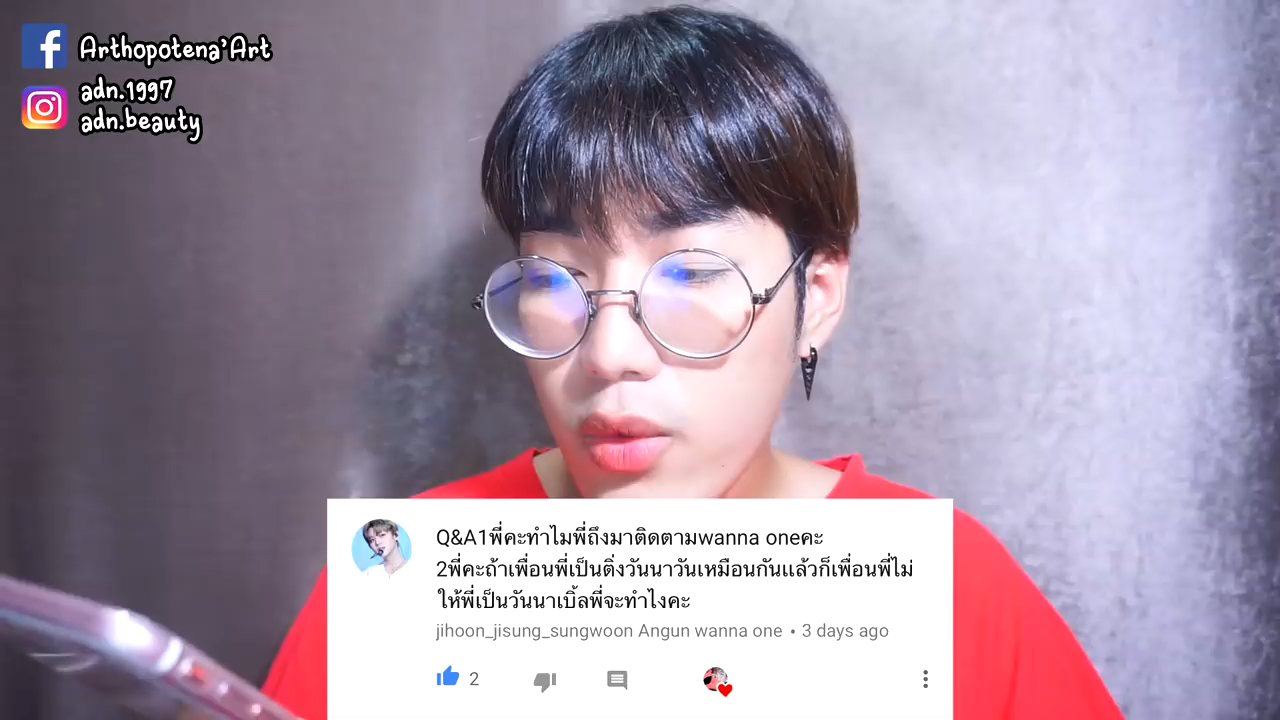 Arthopotena'Art
adn.1997
adn.beauty
Q&A1พี่คะทำไมพี่ถึงมาติดตามwanna oneคะ
2พี่คะถ้าเพื่อนพี่เป็นติ่งวันนาวันเหมือนกันแล้วก็เพื่อนพี่ไม่
ให้พี่เป็นวันนาเบิ้ลพี่จะทำไงคะ
jihoon_jisung_sungwoon Angun wanna one • 3 days ago
2